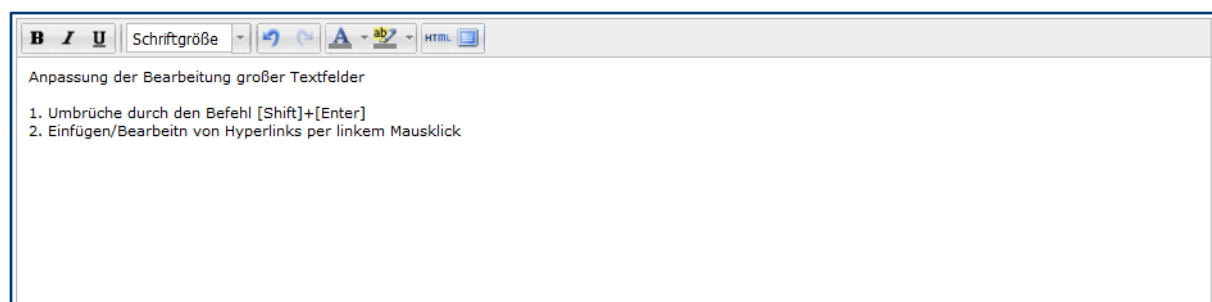 B I U Schriftgröße A ab HTML
Anpassung der Bearbeitung großer Textfelder
1. Umbrüche durch den Befehl [Shift]+[Enter]
2. Einfügen/Bearbeitn von Hyperlinks per linkem Mausklick